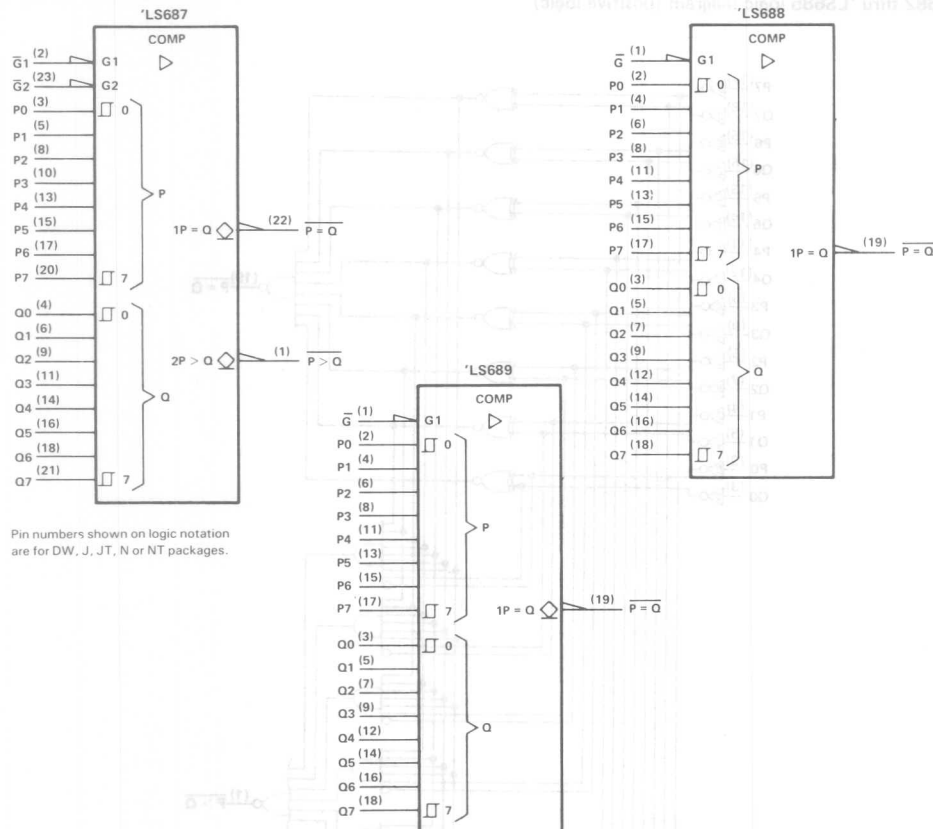 'LS687
COMP
G̅1 (2) G1
G̅2 (23) G2
P0 (3) 0
P1 (5)
P2 (8)
P3 (10)
P4 (13)
P5 (15)
P6 (17)
P7 (20) 7
P
Q0 (4) 0
Q1 (6)
Q2 (9)
Q3 (11)
Q4 (14)
Q5 (16)
Q6 (18)
Q7 (21) 7
Q
1P = Q (22) P = Q
2P > Q (1) P > Q
Pin numbers shown on logic notation
are for DW, J, JT, N or NT packages.
'LS688
COMP
G̅ (1) G1
P0 (2) 0
P1 (4)
P2 (6)
P3 (8)
P4 (11)
P5 (13)
P6 (15)
P7 (17) 7
P
Q0 (3) 0
Q1 (5)
Q2 (7)
Q3 (9)
Q4 (12)
Q5 (14)
Q6 (16)
Q7 (18) 7
Q
1P = Q (19) P = Q
'LS689
COMP
G̅ (1) G1
P0 (2) 0
P1 (4)
P2 (6)
P3 (8)
P4 (11)
P5 (13)
P6 (15)
P7 (17) 7
P
Q0 (3) 0
Q1 (5)
Q2 (7)
Q3 (9)
Q4 (12)
Q5 (14)
Q6 (16)
Q7 (18) 7
Q
1P = Q (19) P = Q